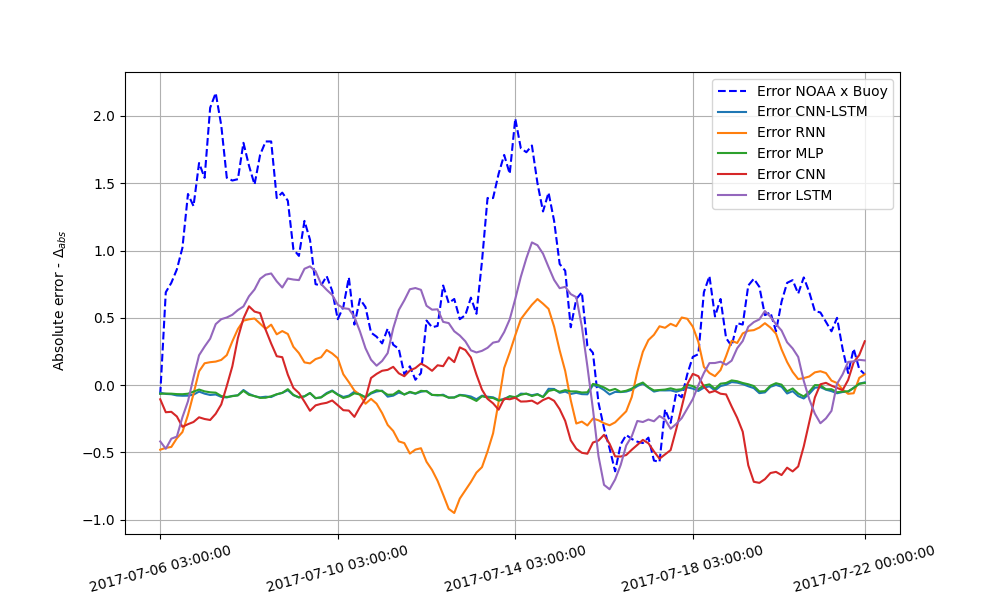 Error NOAA x Buoy
Error CNN-LSTM
Error RNN
Error MLP
Error CNN
Error LSTM
Absolute error - Δabs
2.0
1.5
1.0
0.5
0.0
−0.5
−1.0
2017-07-06 03:00:00
2017-07-10 03:00:00
2017-07-14 03:00:00
2017-07-18 03:00:00
2017-07-22 00:00:00